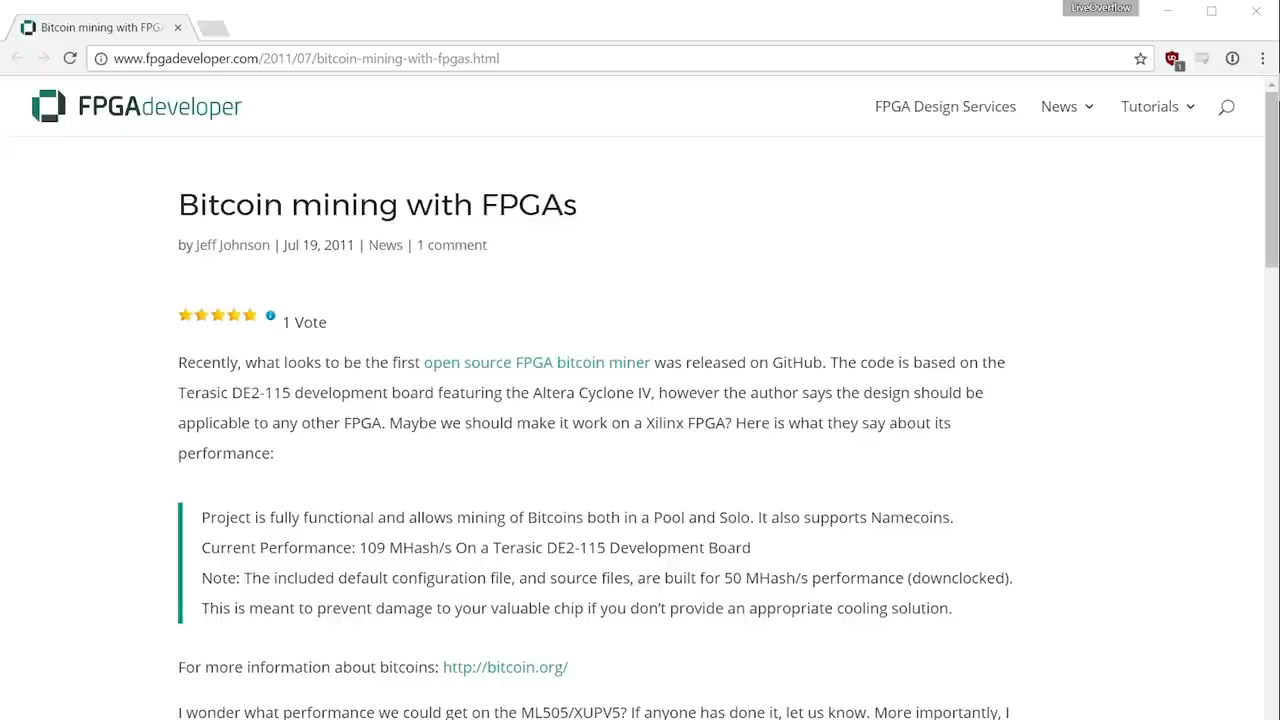 LiveOverflow
Bitcoin mining with FPGA
www.fpgadeveloper.com/2011/07/bitcoin-mining-with-fpgas.html
1
FPGAdeveloper
FPGA Design Services
News
Tutorials
Bitcoin mining with FPGAs
by Jeff Johnson | Jul 19, 2011 | News | 1 comment
1 Vote
Recently, what looks to be the first open source FPGA bitcoin miner was released on GitHub. The code is based on the
Terasic DE2-115 development board featuring the Altera Cyclone IV, however the author says the design should be
applicable to any other FPGA. Maybe we should make it work on a Xilinx FPGA? Here is what they say about its
performance:
Project is fully functional and allows mining of Bitcoins both in a Pool and Solo. It also supports Namecoins.
Current Performance: 109 MHash/s On a Terasic DE2-115 Development Board
Note: The included default configuration file, and source files, are built for 50 MHash/s performance (downclocked).
This is meant to prevent damage to your valuable chip if you don’t provide an appropriate cooling solution.
For more information about bitcoins: http://bitcoin.org/
I wonder what performance we could get on the ML505/XUPV5? If anyone has done it, let us know. More importantly, I